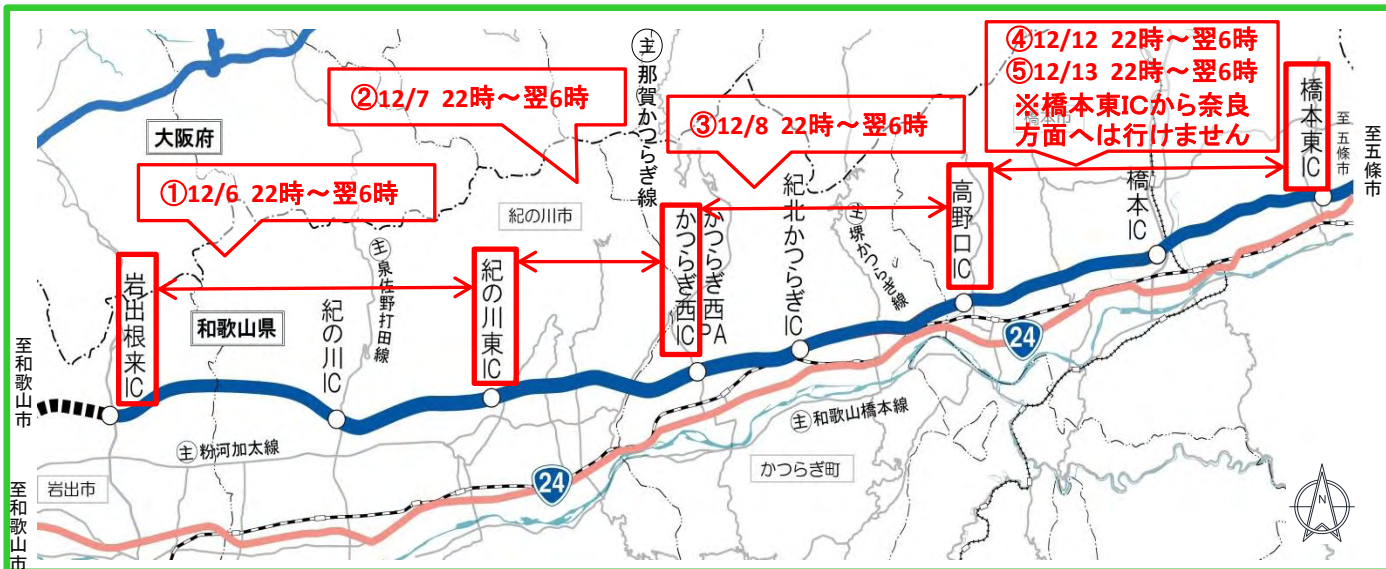 ④12/12 22時～翌6時
⑤12/13 22時～翌6時
※橋本東ICから奈良
方面へは行けません
②12/7 22時～翌6時
③12/8 22時～翌6時
①12/6 22時～翌6時
大阪府
㊟那賀かつらぎ線
紀の川市
橋本市
橋本東IC
至五條市
至五條市
岩出根来IC
和歌山県
紀の川IC
主泉佐野打田線
紀の川東IC
かつらぎ西IC
かつらぎ西PA
紀北かつらぎIC
主堺かつらぎ線
高野口IC
橋本IC
24
至和歌山市
主粉河加太線
主和歌山橋本線
かつらぎ町
岩出市
24
至和歌山市
N